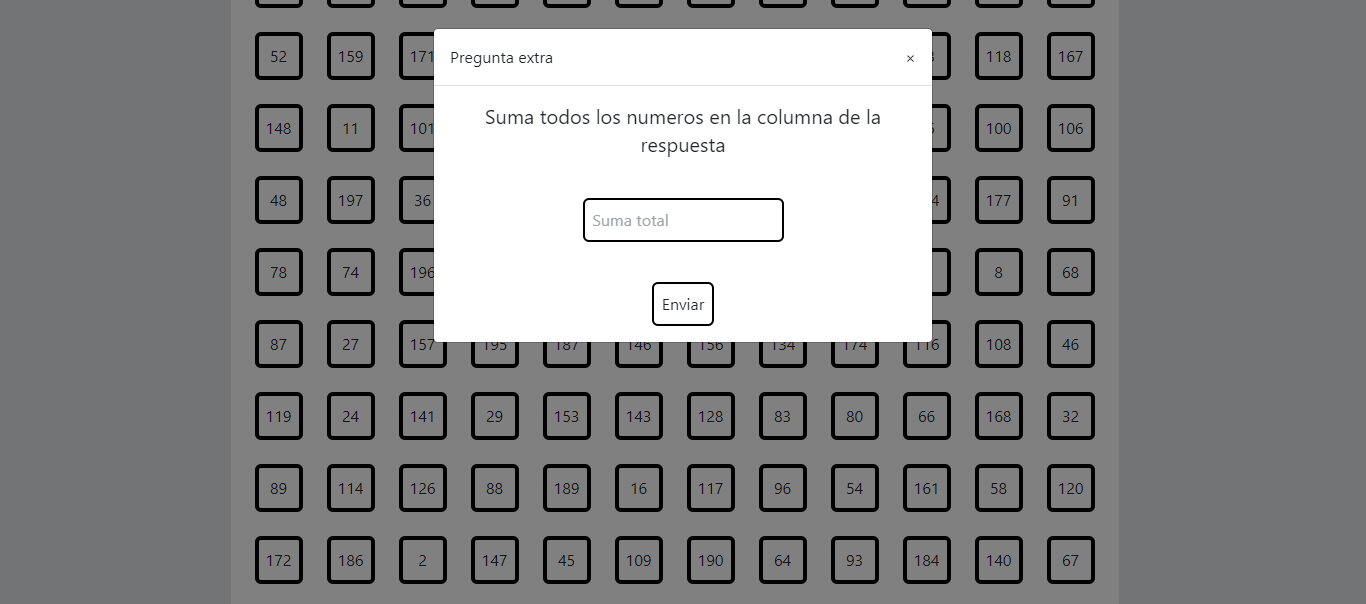 52 159 171 118 167
Pregunta extra ×
148 11 101 100 106
Suma todos los numeros en la columna de la
respuesta
48 197 36 177 91
Suma total
78 74 196 8 68
Enviar
87 27 157 195 187 146 156 134 174 116 108 46
119 24 141 29 153 143 128 83 80 66 168 32
89 114 126 88 189 16 117 96 54 161 58 120
172 186 2 147 45 109 190 64 93 184 140 67